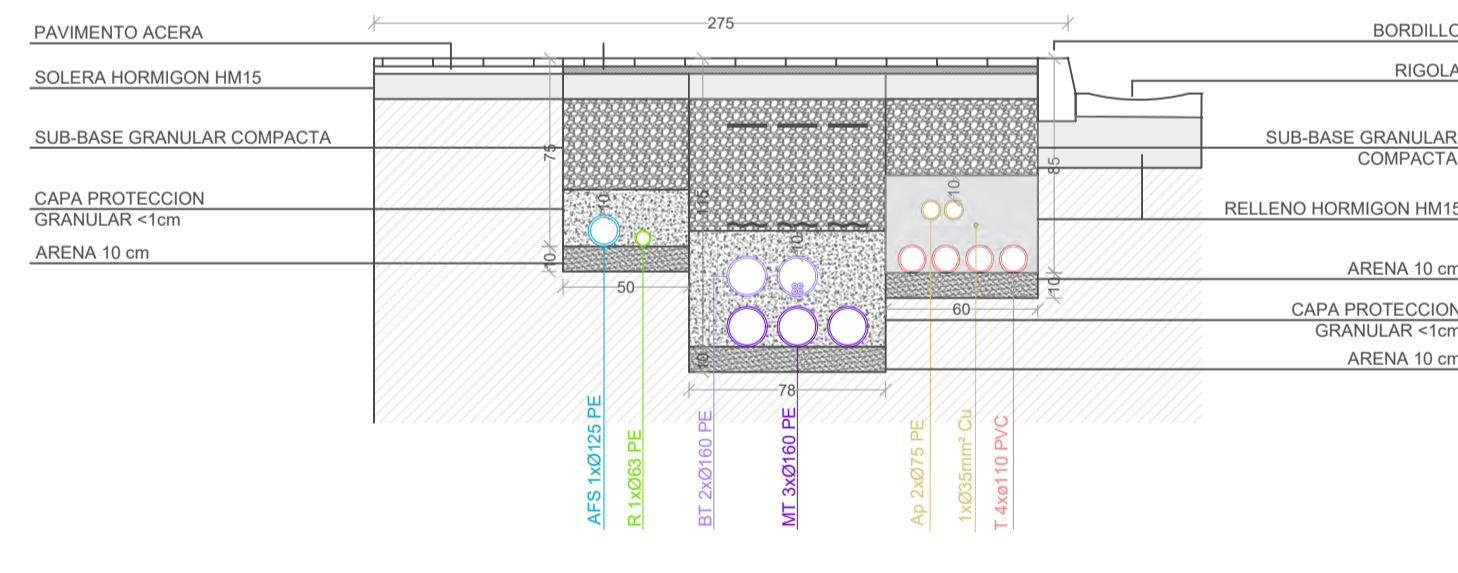 275
PAVIMENTO ACERA
SOLERA HORMIGON HM15
SUB-BASE GRANULAR COMPACTA
CAPA PROTECCION
GRANULAR <1cm
ARENA 10 cm
BORDILLO
RIGOLA
SUB-BASE GRANULAR
COMPACTA
RELLENO HORMIGON HM15
ARENA 10 cm
CAPA PROTECCION
GRANULAR <1cm
ARENA 10 cm
75
10
10
50
115
10
10
78
85
10
10
60
AFS 1xØ125 PE
R 1xØ63 PE
BT 2xØ160 PE
MT 3xØ160 PE
Ap 2xØ75 PE
1xØ35mm² Cu
T 4xø110 PVC